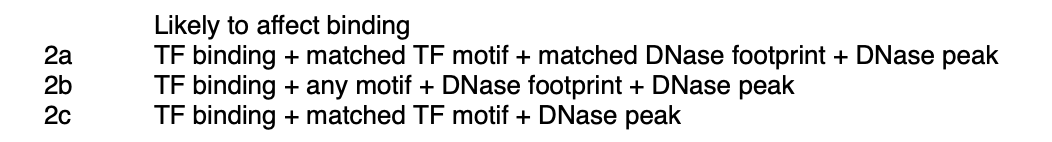 Likely to affect binding
2a TF binding + matched TF motif + matched DNase footprint + DNase peak
2b TF binding + any motif + DNase footprint + DNase peak
2c TF binding + matched TF motif + DNase peak